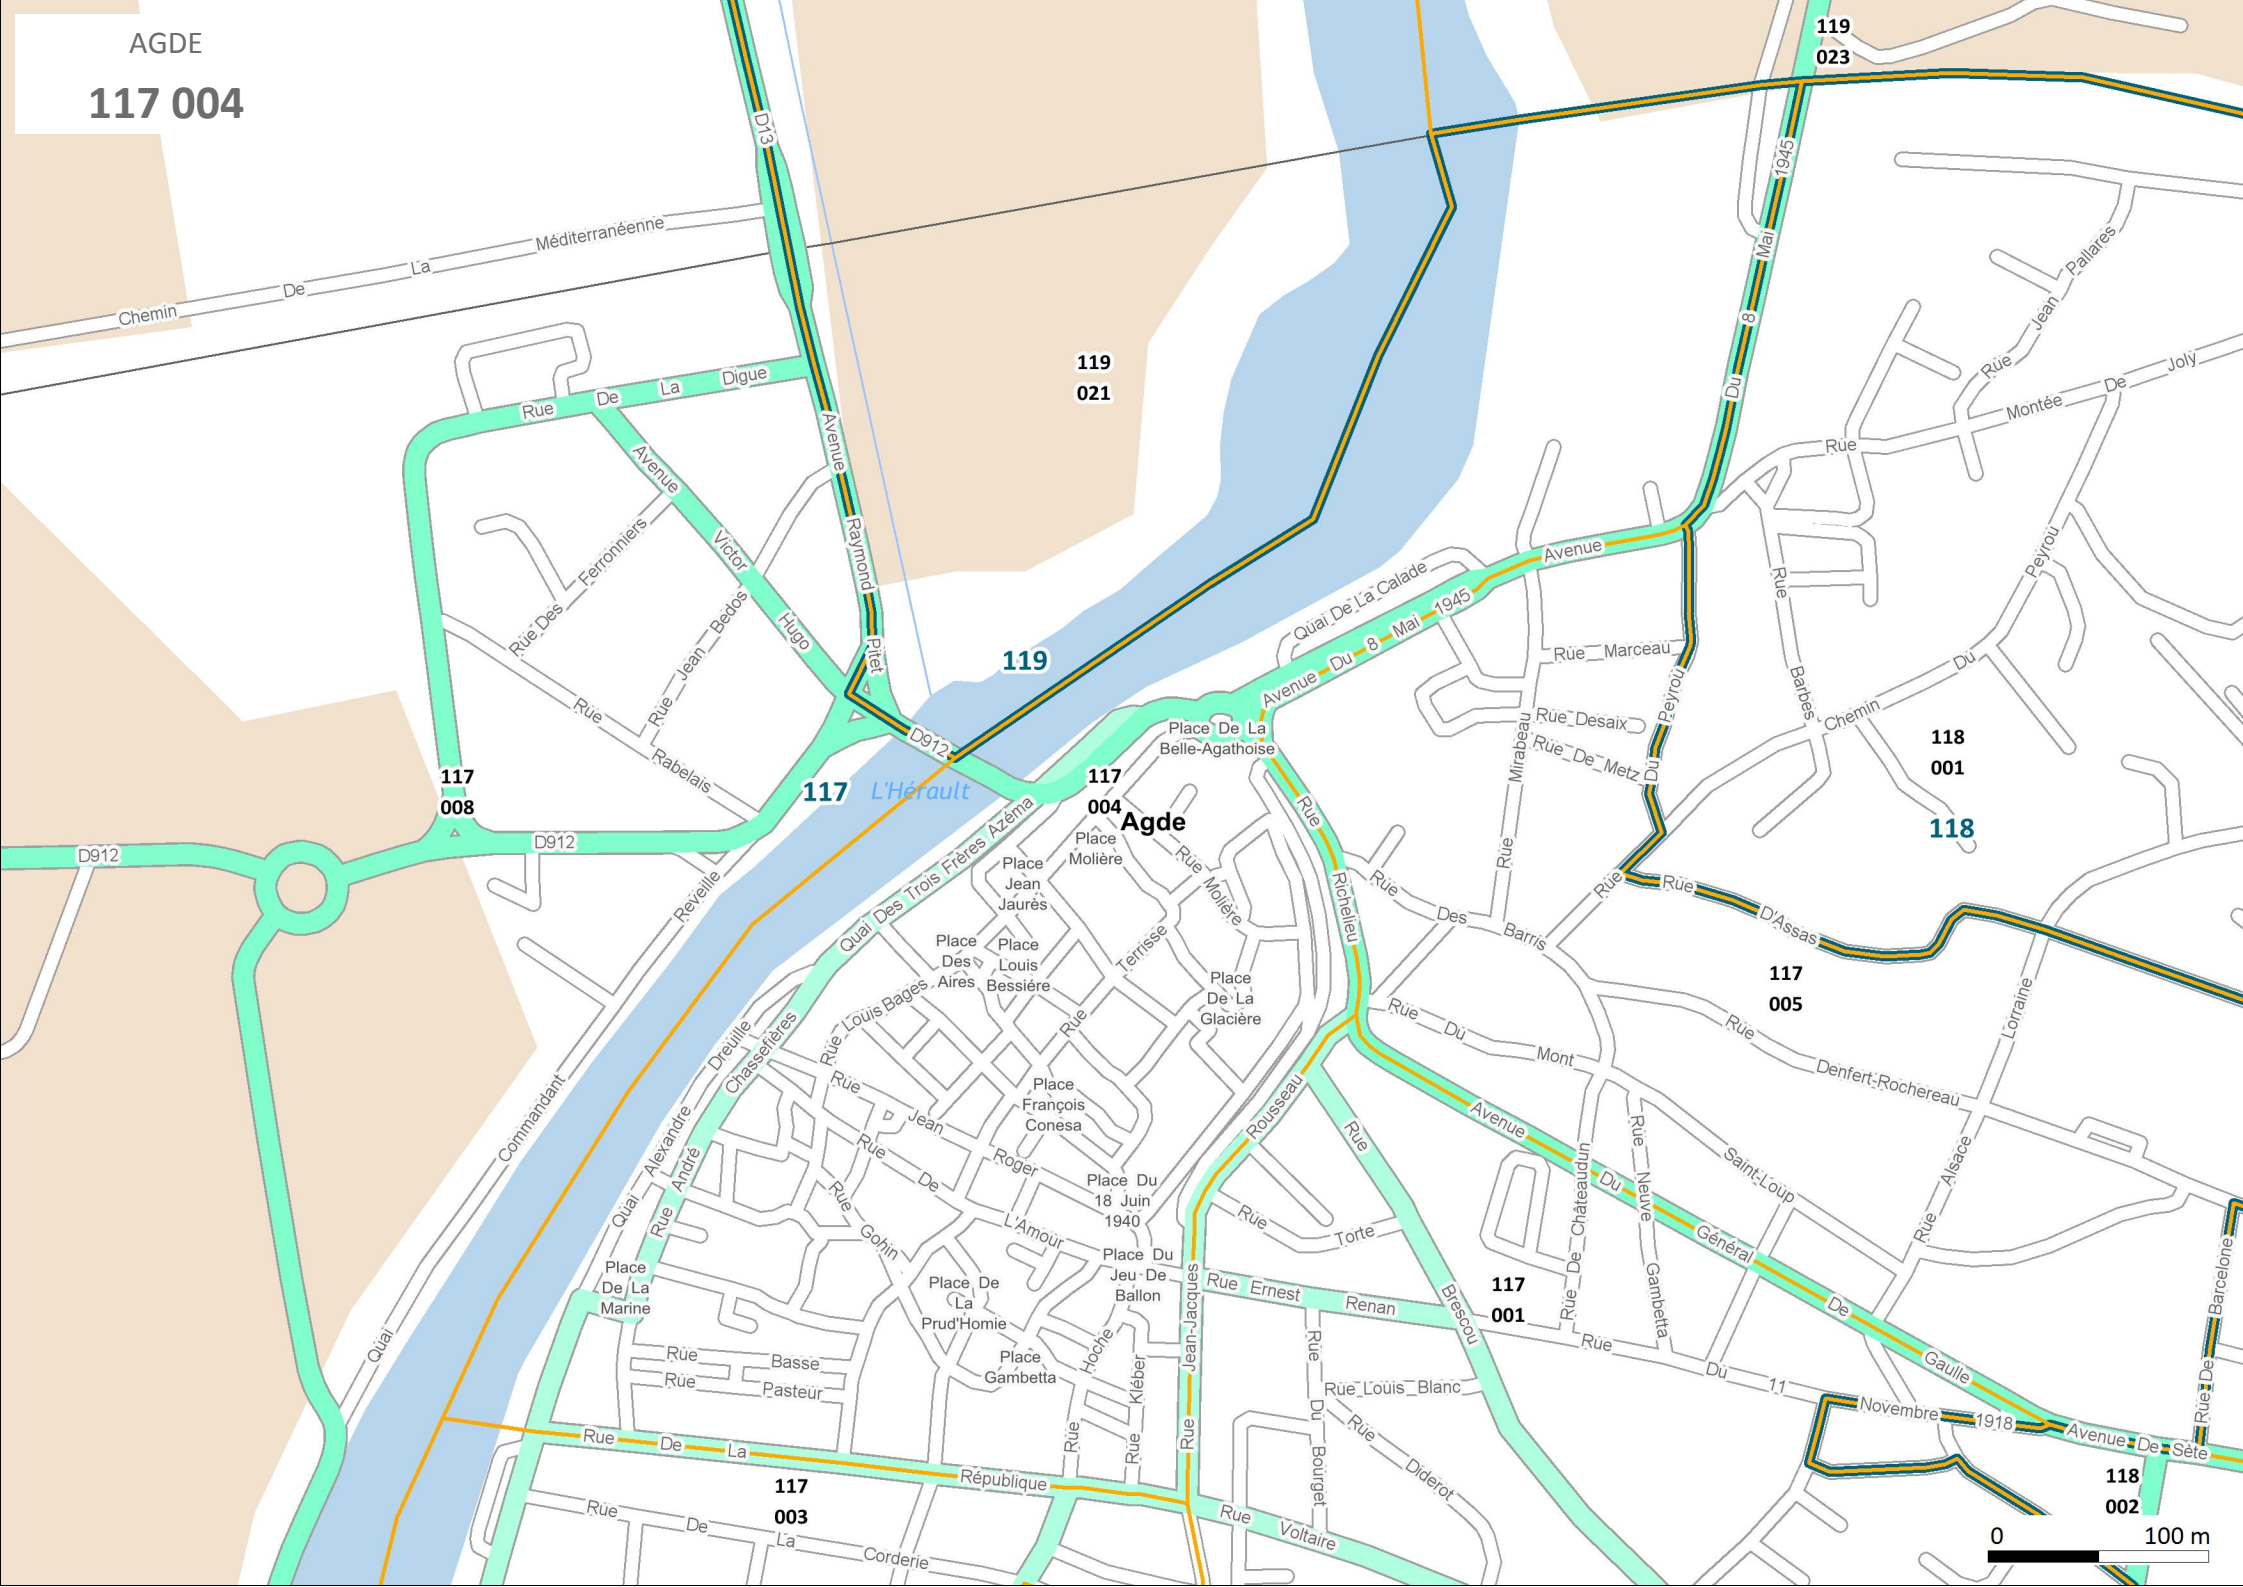 AGDE
117 004
119
023
D13
1945
Mai
8
Du
Chemin De La Méditerranéenne
119
021
Rue De La Digue
Avenue Raymond Pitet
Avenue Victor Hugo
Rue Des Ferronniers
Rue Jean Bedos
Rue Rabelais
Rue Jean Pallares
Rue Montée De Joly
Avenue
Quai De La Calade
Avenue Du 8 Mai 1945
Rue Marceau
Rue Desaix
Rue De Metz
Rue Mirabeau
Rue Du Peyrou
Rue Barbes
Chemin Du Peyrou
119
D912
117
L'Hérault
117
008
D912
D912
Place De La
Belle-Agathoise
117
004
Agde
118
001
118
Place
Molière
Place
Jean
Jaurès
Rue Molière
Rue Richelieu
Rue Des Barris
Rue D'Assas
Quai Des Trois Frères Azéma
Quai Commandant Reveille
Place
Des
Aires
Place
Louis
Bessiére
Rue Terrisse
Place
De La
Glacière
117
005
Rue Louis Bages
Quai Alexandre Dreuille
Rue André Chassefières
Rue Du Mont Saint-Loup
Rue Denfert-Rochereau
Rue Alsace Lorraine
Place
François
Conesa
Rue Jean Roger
Rue De L'Amour
Rue Gohin
Rue Jean-Jacques Rousseau
Rue Brescou
Avenue Du Général De Gaulle
Rue De Châteaudun
Rue Neuve Gambetta
Place Du
18 Juin
1940
Rue Torte
Place
De La
Marine
Place De
La
Prud'Homie
Place Du
Jeu De
Ballon
Rue Ernest Renan
117
001
Rue De Barcelone
Rue Basse
Rue Pasteur
Place
Gambetta
Rue Hoche
Rue Kléber
Rue Du Bourget
Rue Louis Blanc
Rue Diderot
Rue Du 11 Novembre 1918
Avenue De Sète
Rue De La République
117
003
Rue Voltaire
Rue De La Corderie
118
002
0 100 m